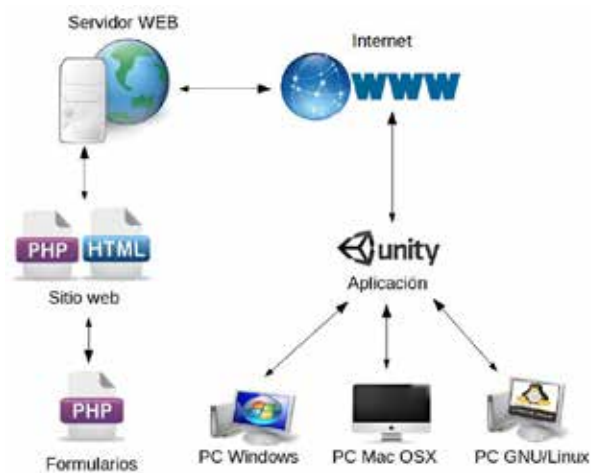 Servidor WEB
Internet
WWW
PHP HTML
Sitio web
unity
Aplicación
PHP
Formularios
PC Windows
PC Mac OSX
PC GNU/Linux